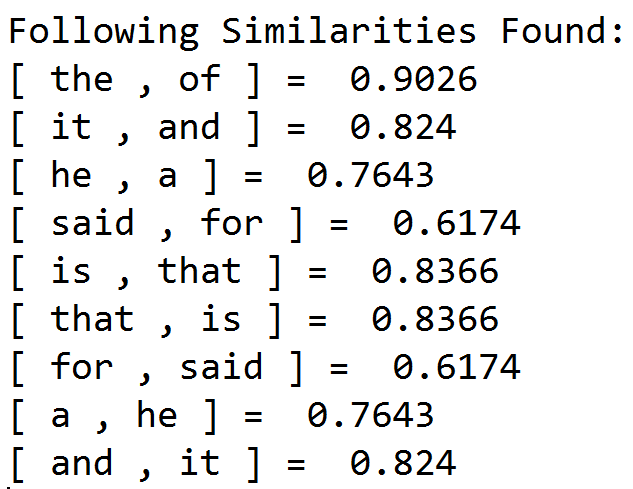 Following Similarities Found:
[ the , of ] =  0.9026
[ it , and ] =  0.824
[ he , a ] =  0.7643
[ said , for ] =  0.6174
[ is , that ] =  0.8366
[ that , is ] =  0.8366
[ for , said ] =  0.6174
[ a , he ] =  0.7643
[ and , it ] =  0.824